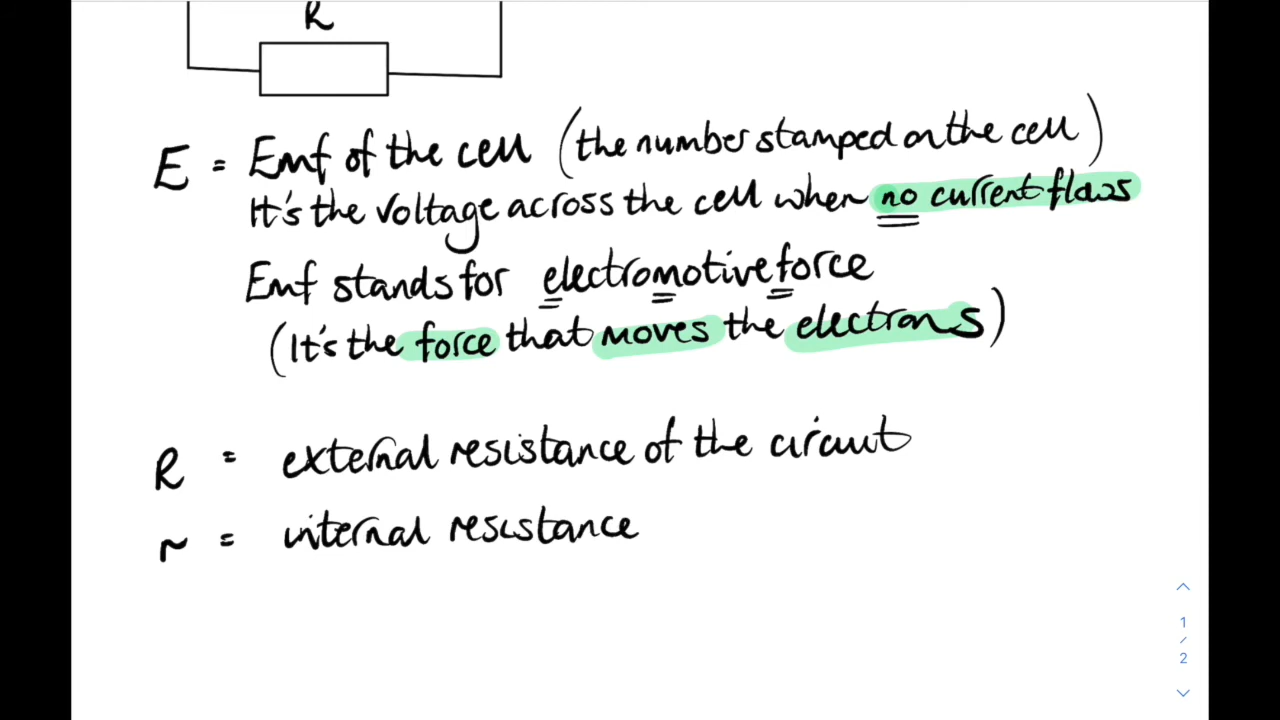 R
E = Emf of the cell (the number stamped on the cell)
It's the voltage across the cell when no current flows
Emf stands for electromotive force
(It's the force that moves the electrons)
R = external resistance of the circuit
r = internal resistance
1
/
2